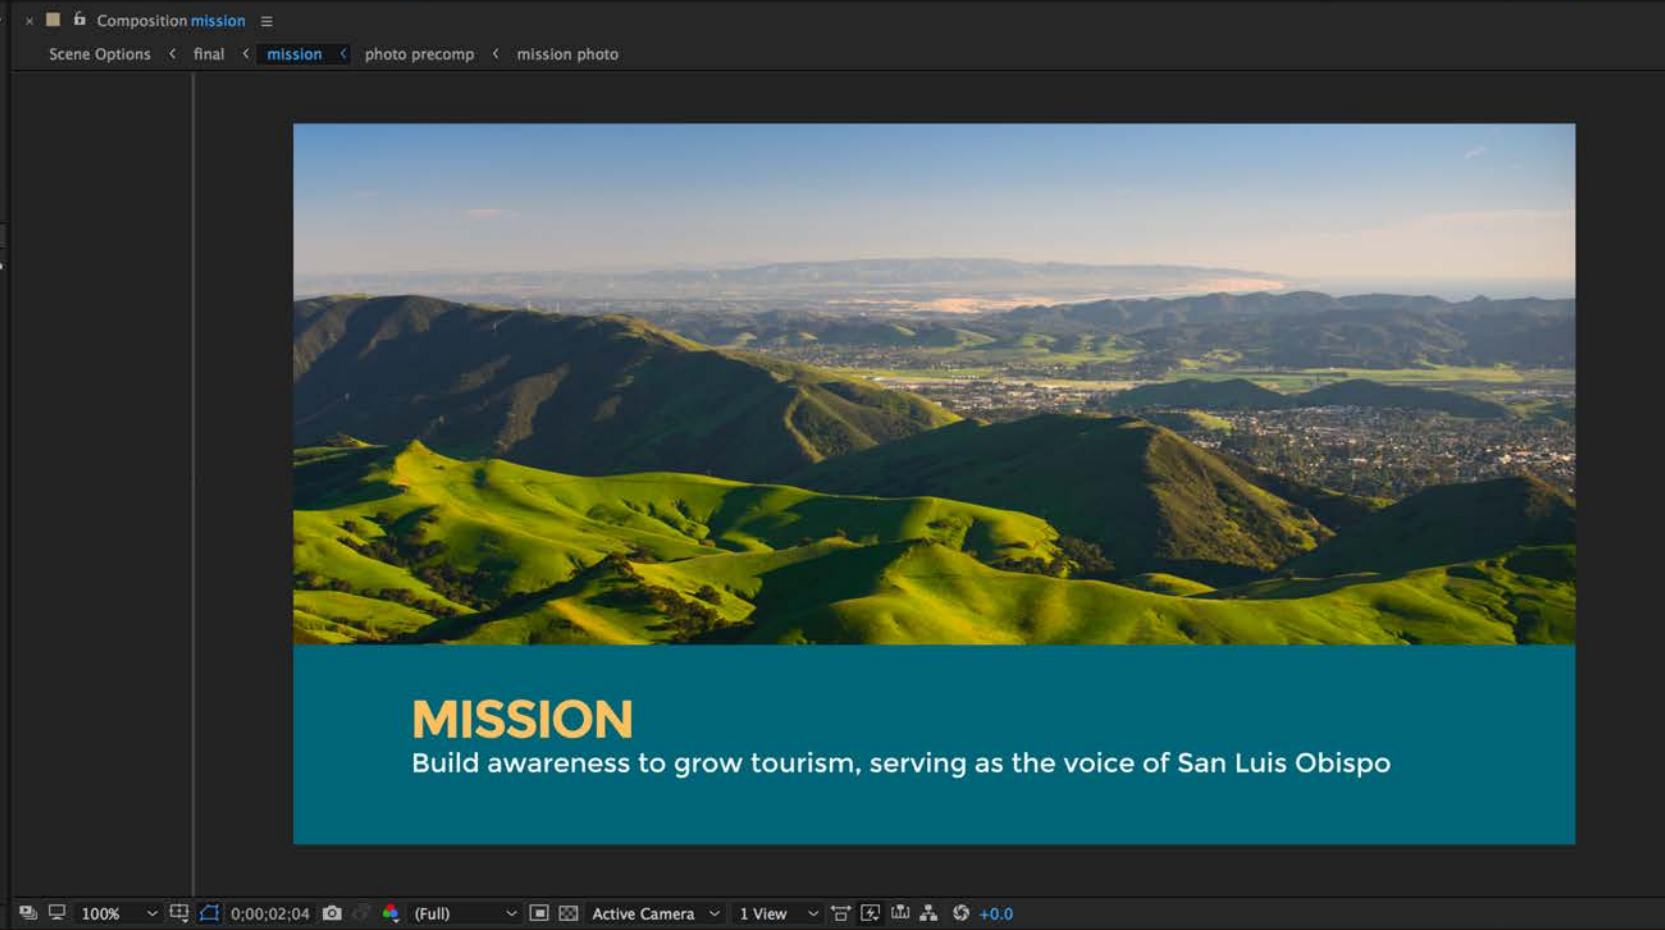 Composition mission
Scene Options < final < mission < photo precomp < mission photo
MISSION
Build awareness to grow tourism, serving as the voice of San Luis Obispo
100% 0;00;02;04 (Full) Active Camera 1 View +0.0